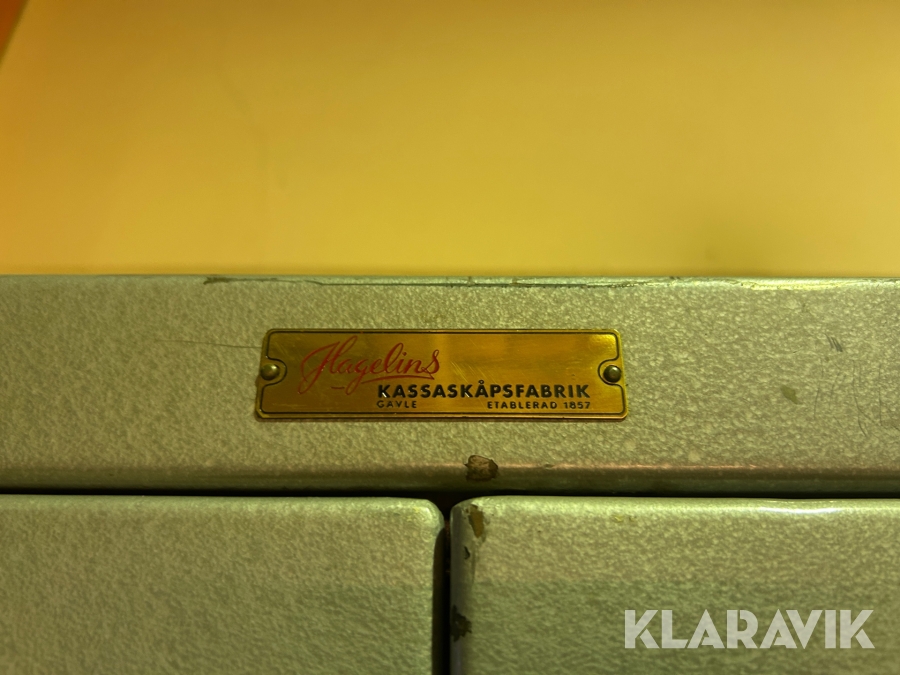 Hagelins
KASSASKÅPSFABRIK
GÄVLE ETABLERAD 1857
KLARAVIK